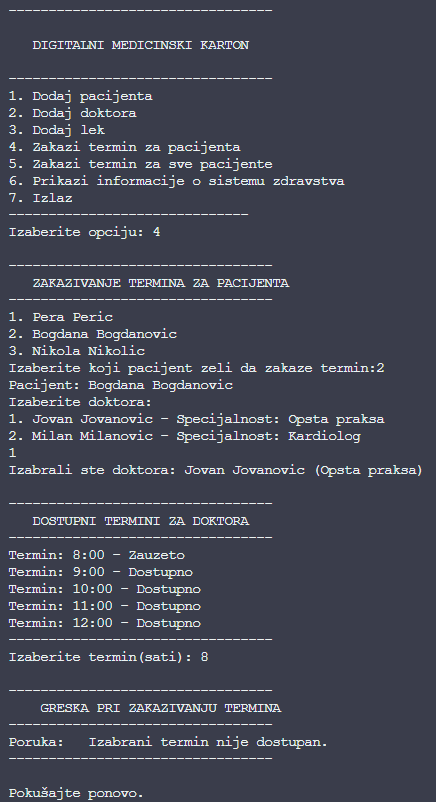 ---------------------------------
DIGITALNI MEDICINSKI KARTON
---------------------------------
1. Dodaj pacijenta
2. Dodaj doktora
3. Dodaj lek
4. Zakazi termin za pacijenta
5. Zakazi termin za sve pacijente
6. Prikazi informacije o sistemu zdravstva
7. Izlaz
------------------------------
Izaberite opciju: 4
---------------------------------
ZAKAZIVANJE TERMINA ZA PACIJENTA
---------------------------------
1. Pera Peric
2. Bogdana Bogdanovic
3. Nikola Nikolic
Izaberite koji pacijent zeli da zakaze termin:2
Pacijent: Bogdana Bogdanovic
Izaberite doktora:
1. Jovan Jovanovic - Specijalnost: Opsta praksa
2. Milan Milanovic - Specijalnost: Kardiolog
1
Izabrali ste doktora: Jovan Jovanovic (Opsta praksa)
---------------------------------
DOSTUPNI TERMINI ZA DOKTORA
---------------------------------
Termin: 8:00 - Zauzeto
Termin: 9:00 - Dostupno
Termin: 10:00 - Dostupno
Termin: 11:00 - Dostupno
Termin: 12:00 - Dostupno
---------------------------------
Izaberite termin(sati): 8
---------------------------------
GRESKA PRI ZAKAZIVANJU TERMINA
---------------------------------
Poruka:   Izabrani termin nije dostupan.
---------------------------------
Pokušajte ponovo.